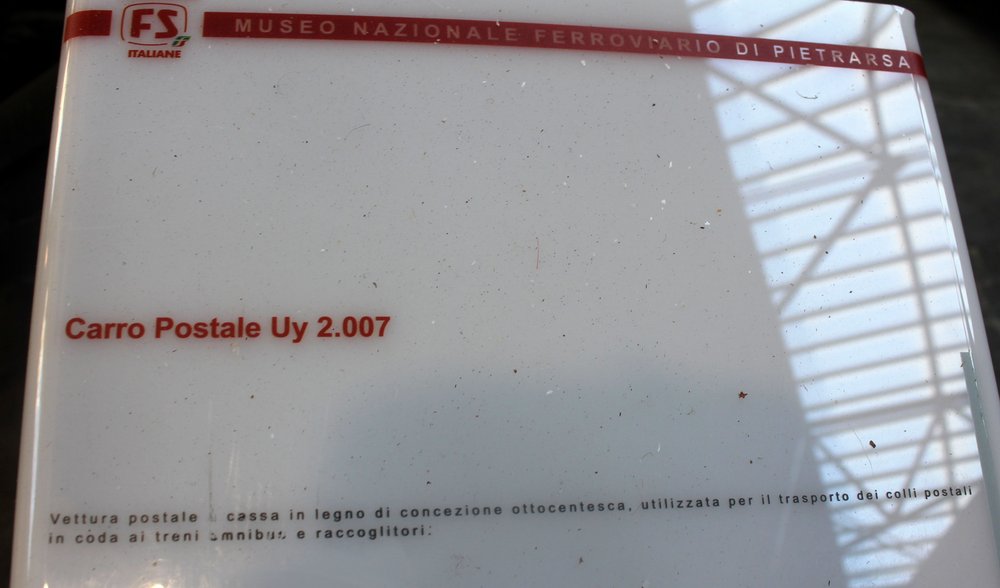 FS
ITALIANE
MUSEO NAZIONALE FERROVIARIO DI PIETRARSA
Carro Postale Uy 2.007
Vettura postale cassa in legno di concezione ottocentesca, utilizzata per il trasporto dei colli postali
in coda ai treni omnibus e raccoglitori.